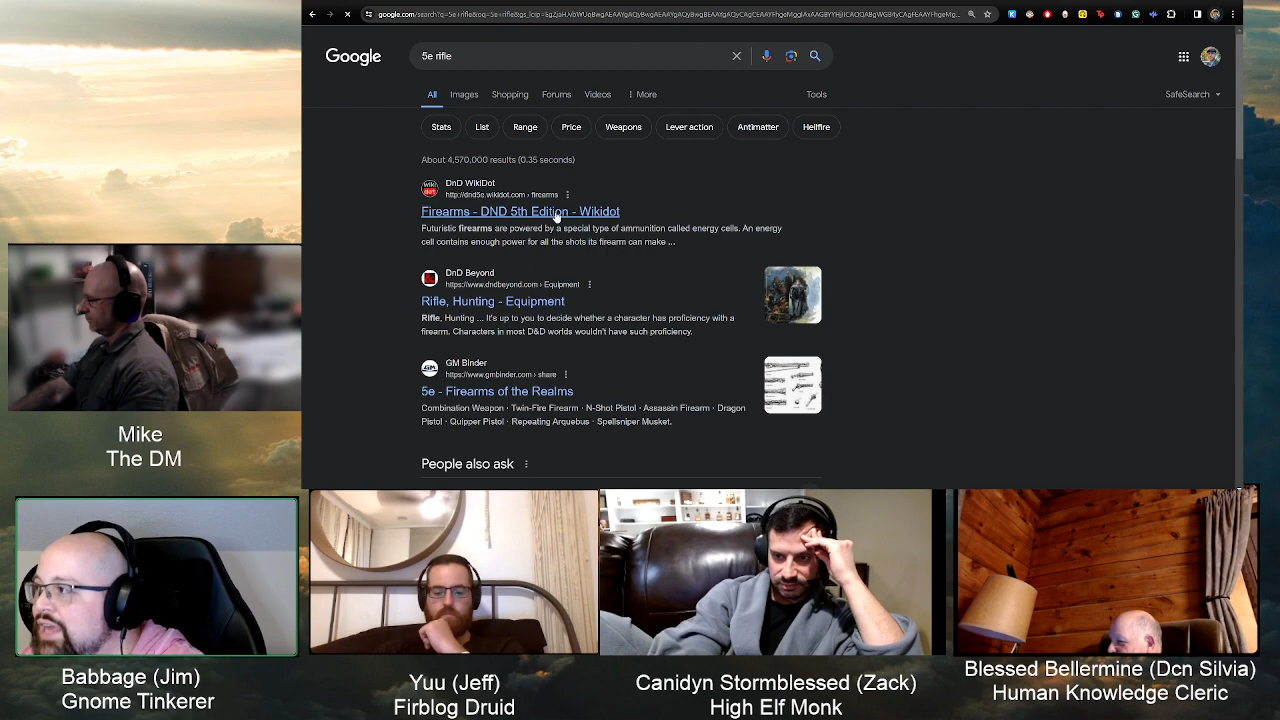 Google
5e rifle
All Images Shopping Forums Videos More Tools
SafeSearch
Stats List Range Price Weapons Lever action Antimatter Hellfire
About 4,570,000 results (0.35 seconds)
DnD WikiDot
http://dnd5e.wikidot.com › firearms
Firearms - DND 5th Edition - Wikidot
Futuristic firearms are powered by a special type of ammunition called energy cells. An energy
cell contains enough power for all the shots its firearm can make ...
DnD Beyond
https://www.dndbeyond.com › Equipment
Rifle, Hunting - Equipment
Rifle, Hunting ... It's up to you to decide whether a character has proficiency with a
firearm. Characters in most D&D worlds wouldn't have such proficiency.
GM Binder
https://www.gmbinder.com › share
5e - Firearms of the Realms
Combination Weapon · Twin-Fire Firearm · N-Shot Pistol · Assassin Firearm · Dragon
Pistol · Quipper Pistol · Repeating Arquebus · Spellsniper Musket.
People also ask
Mike
The DM
Babbage (Jim)
Gnome Tinkerer
Yuu (Jeff)
Firblog Druid
Canidyn Stormblessed (Zack)
High Elf Monk
Blessed Bellermine (Dcn Silvia)
Human Knowledge Cleric